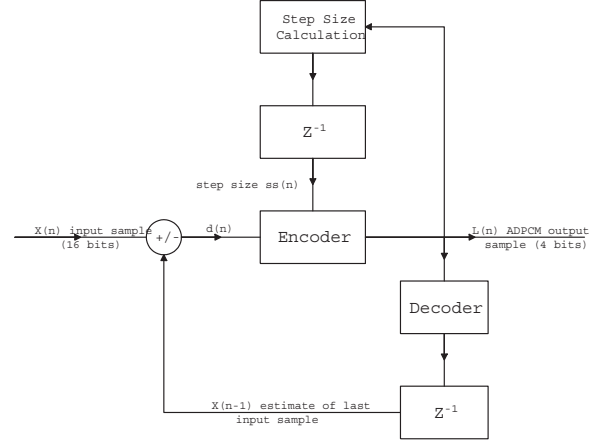 Step Size
Calculation
Z⁻¹
step size ss(n)
X(n) input sample
(16 bits)
+/-
d(n)
Encoder
L(n) ADPCM output
sample (4 bits)
Decoder
X(n-1) estimate of last
input sample
Z⁻¹